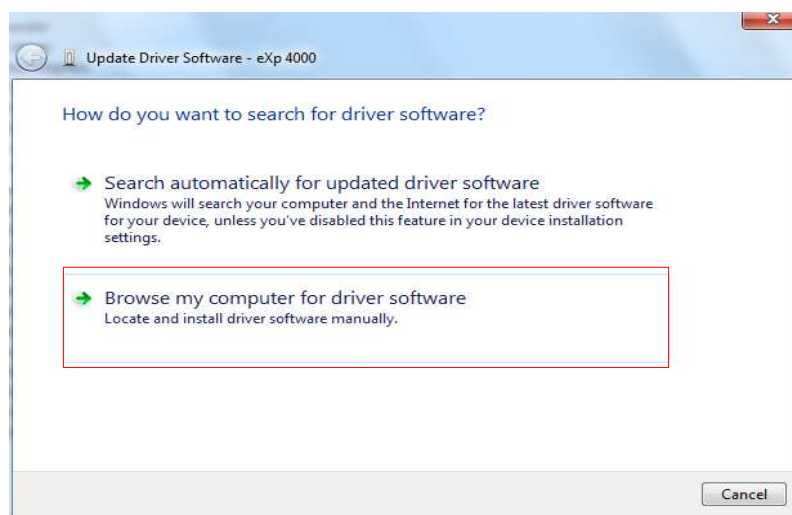 Update Driver Software - eXp 4000
How do you want to search for driver software?
Search automatically for updated driver software
Windows will search your computer and the Internet for the latest driver software
for your device, unless you've disabled this feature in your device installation
settings.
Browse my computer for driver software
Locate and install driver software manually.
Cancel